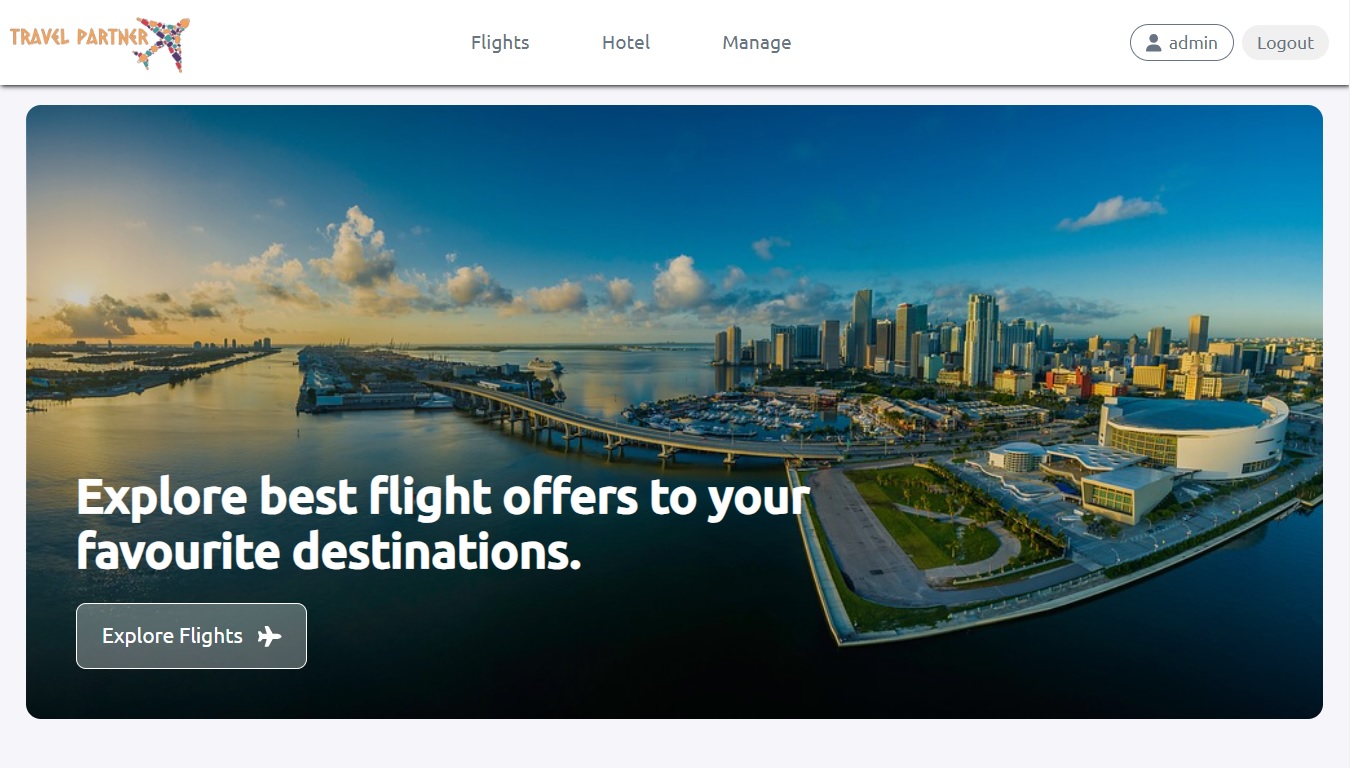 TRAVEL PARTNER
Flights
Hotel
Manage
admin
Logout
Explore best flight offers to your
favourite destinations.
Explore Flights